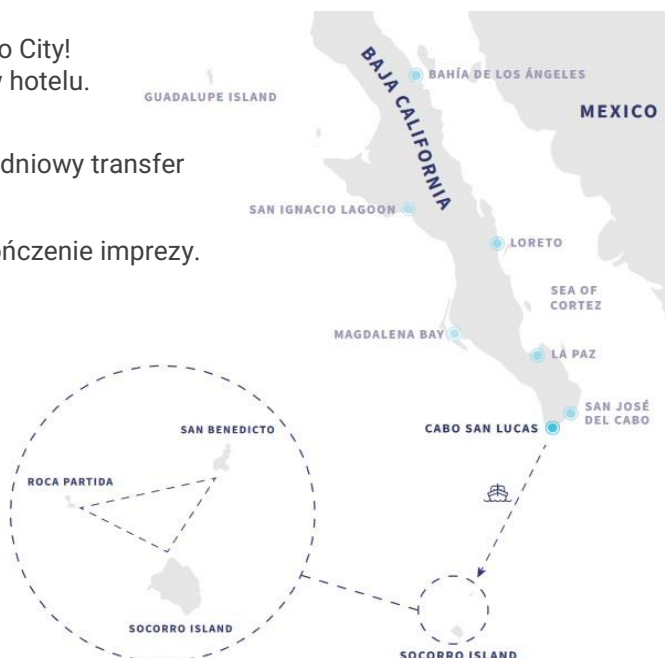 o City!
hotelu.
dniowy transfer
ończenie imprezy.
BAJA CALIFORNIA
BAHÍA DE LOS ÁNGELES
GUADALUPE ISLAND
MEXICO
SAN IGNACIO LAGOON
LORETO
SEA OF
CORTEZ
MAGDALENA BAY
LA PAZ
SAN JOSÉ
DEL CABO
CABO SAN LUCAS
SAN BENEDICTO
ROCA PARTIDA
SOCORRO ISLAND
SOCORRO ISLAND